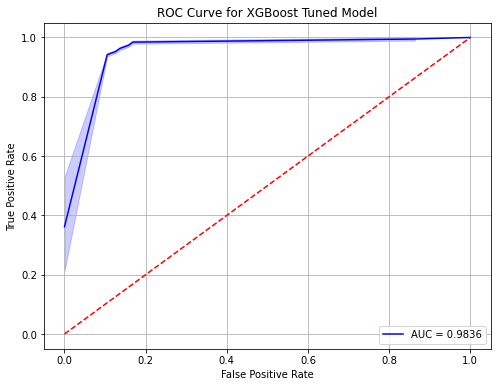 ROC Curve for XGBoost Tuned Model
True Positive Rate
1.0
0.8
0.6
0.4
0.2
0.0
AUC = 0.9836
0.0 0.2 0.4 0.6 0.8 1.0
False Positive Rate